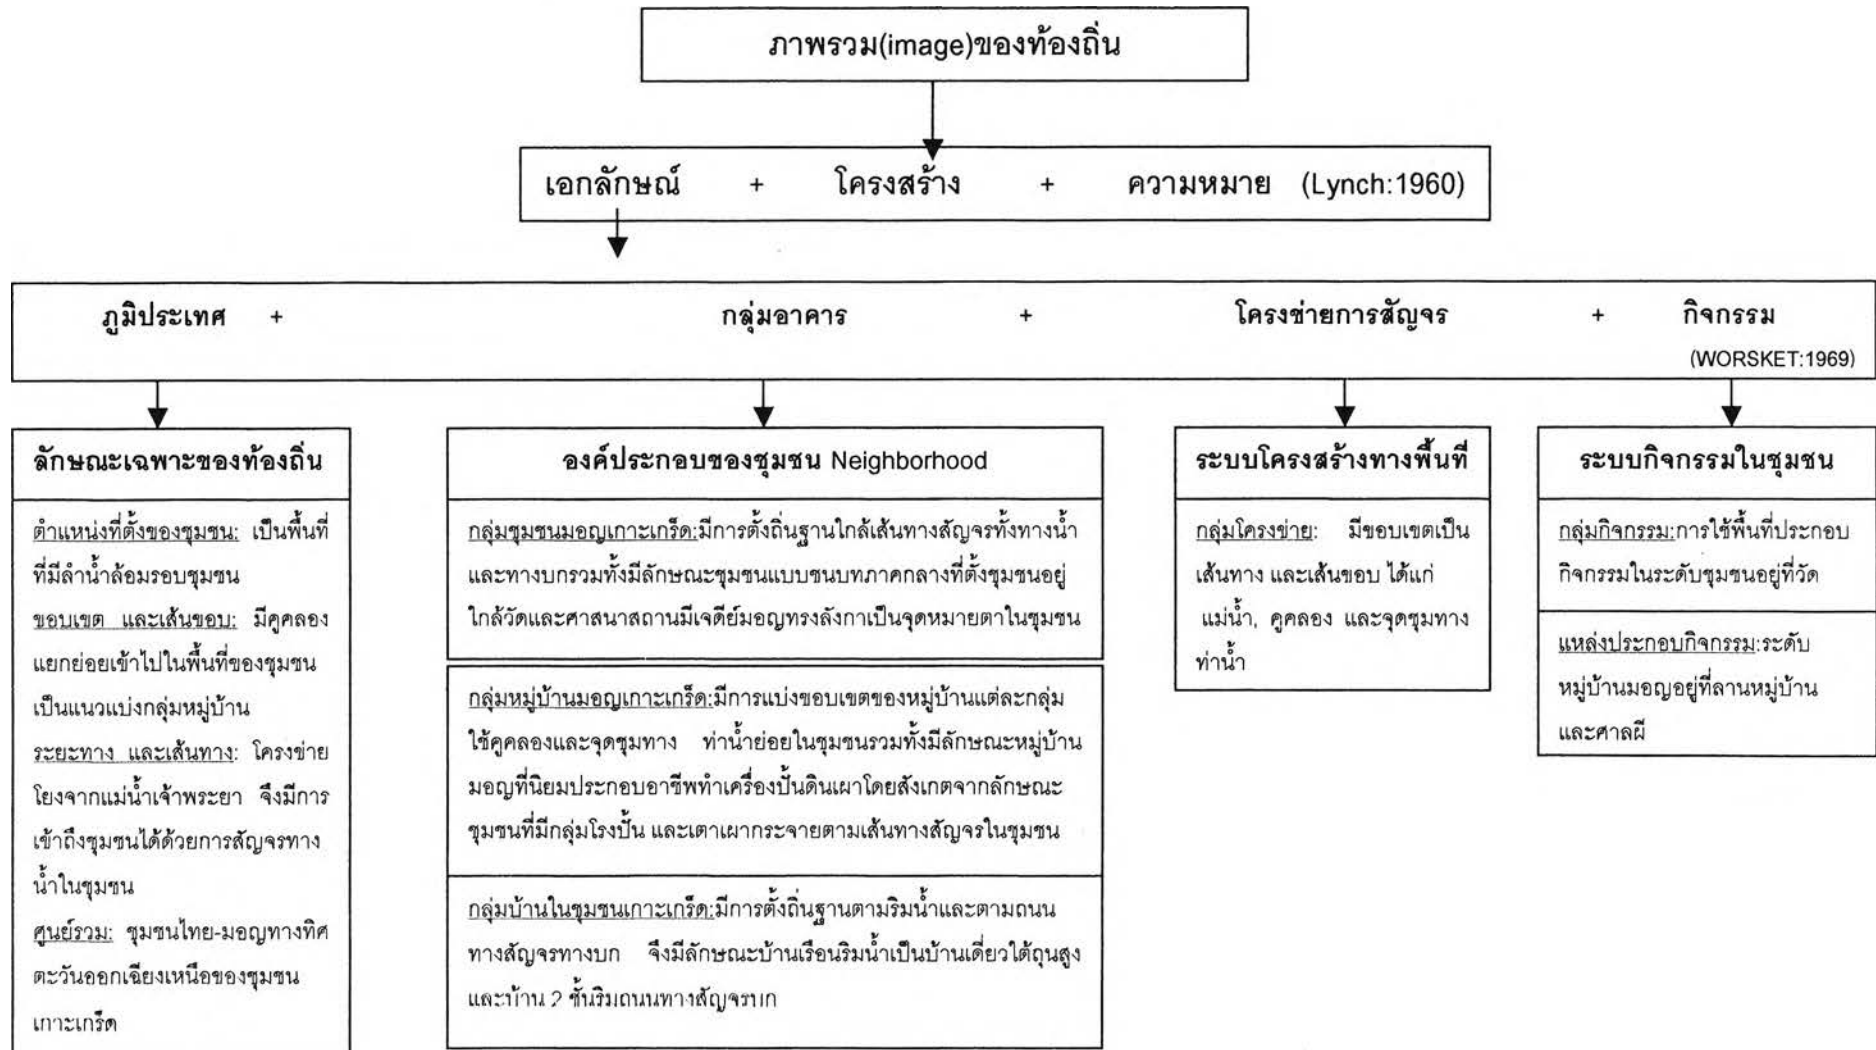 ภาพรวม(image)ของท้องถิ่น
เอกลักษณ์ + โครงสร้าง + ความหมาย (Lynch:1960)
ภูมิประเทศ + กลุ่มอาคาร + โครงข่ายการสัญจร + กิจกรรม
(WORSKET:1969)
ลักษณะเฉพาะของท้องถิ่น
ตำแหน่งที่ตั้งของชุมชน: เป็นพื้นที่
ที่มีลำน้ำล้อมรอบชุมชน
ขอบเขต และเส้นขอบ: มีคูคลอง
แยกย่อยเข้าไปในพื้นที่ของชุมชน
เป็นแนวแบ่งกลุ่มหมู่บ้าน
ระยะทาง และเส้นทาง: โครงข่าย
โยงจากแม่น้ำเจ้าพระยา จึงมีการ
เข้าถึงชุมชนได้ด้วยการสัญจรทาง
น้ำในชุมชน
ศูนย์รวม: ชุมชนไทย-มอญทางทิศ
ตะวันออกเฉียงเหนือของชุมชน
เกาะเกร็ด
องค์ประกอบของชุมชน Neighborhood
กลุ่มชุมชนมอญเกาะเกร็ด:มีการตั้งถิ่นฐานใกล้เส้นทางสัญจรทั้งทางน้ำ
และทางบกรวมทั้งมีลักษณะชุมชนแบบชนบทภาคกลางที่ตั้งชุมชนอยู่
ใกล้วัดและศาสนาสถานมีเจดีย์มอญทรงลังกาเป็นจุดหมายตาในชุมชน
กลุ่มหมู่บ้านมอญเกาะเกร็ด:มีการแบ่งขอบเขตของหมู่บ้านแต่ละกลุ่ม
ใช้คูคลองและจุดชุมทาง ท่าน้ำย่อยในชุมชนรวมทั้งมีลักษณะหมู่บ้าน
มอญที่นิยมประกอบอาชีพทำเครื่องปั้นดินเผาโดยสังเกตจากลักษณะ
ชุมชนที่มีกลุ่มโรงปั้น และเตาเผากระจายตามเส้นทางสัญจรในชุมชน
กลุ่มบ้านในชุมชนเกาะเกร็ด:มีการตั้งถิ่นฐานตามริมน้ำและตามถนน
ทางสัญจรทางบก จึงมีลักษณะบ้านเรือนริมน้ำเป็นบ้านเดี่ยวใต้ถุนสูง
และบ้าน 2 ชั้นริมถนนทางสัญจรบก
ระบบโครงสร้างทางพื้นที่
กลุ่มโครงข่าย: มีขอบเขตเป็น
เส้นทาง และเส้นขอบ ได้แก่
แม่น้ำ, คูคลอง และจุดชุมทาง
ท่าน้ำ
ระบบกิจกรรมในชุมชน
กลุ่มกิจกรรม:การใช้พื้นที่ประกอบ
กิจกรรมในระดับชุมชนอยู่ที่วัด
แหล่งประกอบกิจกรรม:ระดับ
หมู่บ้านมอญอยู่ที่ลานหมู่บ้าน
และศาลผี